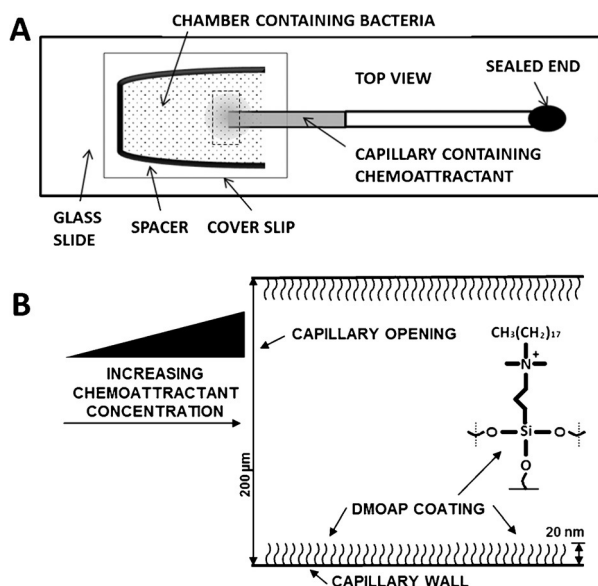 A
CHAMBER CONTAINING BACTERIA
TOP VIEW
SEALED END
CAPILLARY CONTAINING
CHEMOATTRACTANT
GLASS
SLIDE
SPACER
COVER SLIP
B
CAPILLARY OPENING
INCREASING
CHEMOATTRACTANT
CONCENTRATION
200 µm
CH₃(CH₂)₁₇
+
N
O Si O
O
DMOAP COATING
20 nm
CAPILLARY WALL